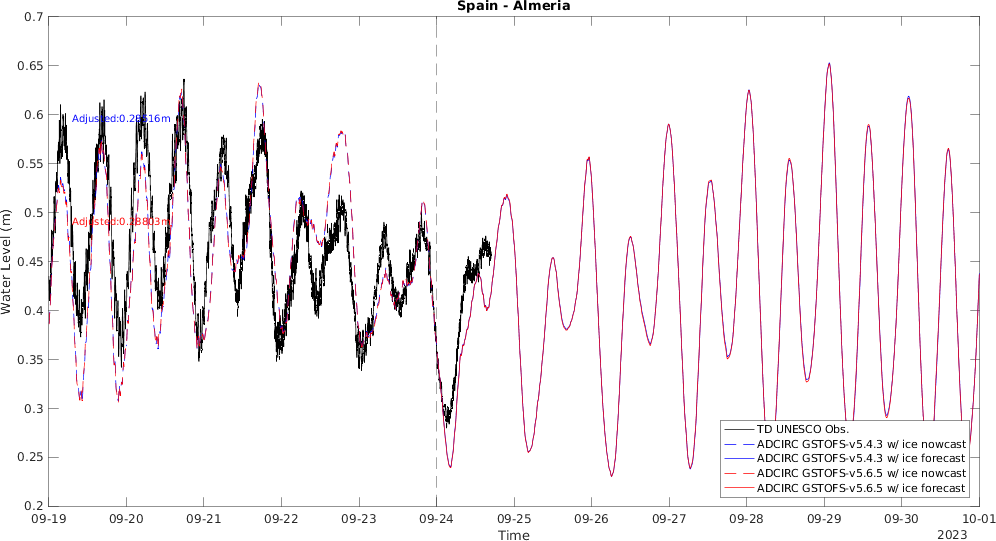 Spain - Almeria
0.7
0.65
0.6
0.55
0.5
0.45
0.4
0.35
0.3
0.25
0.2
Water Level (m)
Adjusted:0.28803m
TD UNESCO Obs.
ADCIRC GSTOFS-v5.4.3 w/ ice nowcast
ADCIRC GSTOFS-v5.4.3 w/ ice forecast
ADCIRC GSTOFS-v5.6.5 w/ ice nowcast
ADCIRC GSTOFS-v5.6.5 w/ ice forecast
09-19 09-20 09-21 09-22 09-23 09-24 09-25 09-26 09-27 09-28 09-29 09-30 10-01
Time
2023